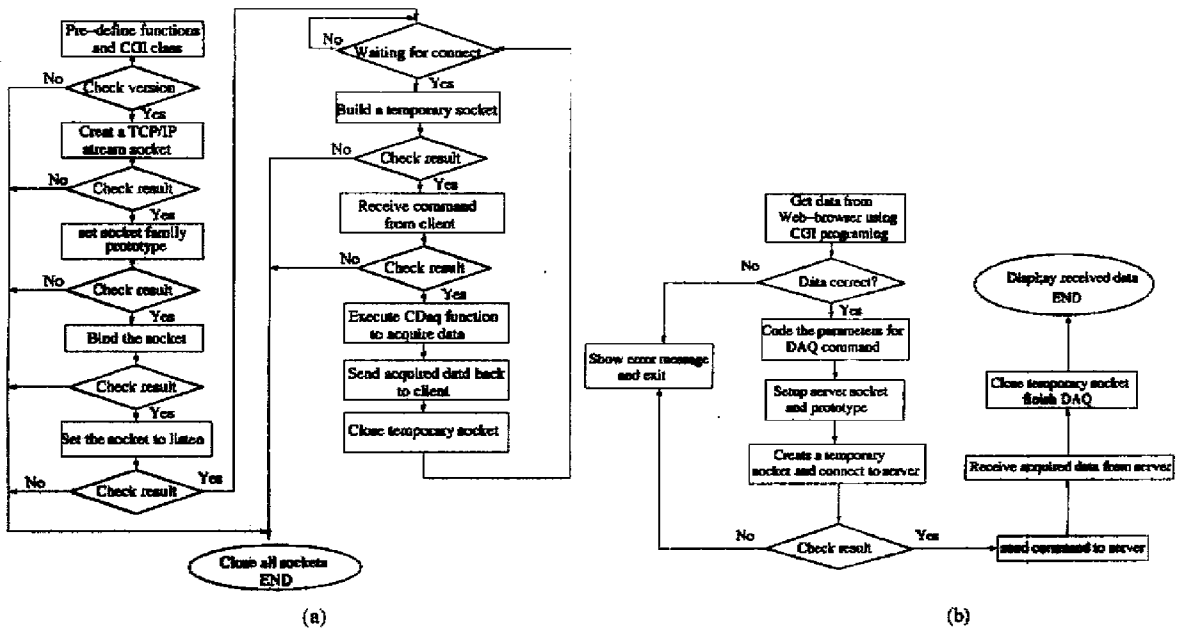 Pre-define functions
and CGI class
No
Check version
Yes
Creat a TCP/IP
stream socket
No
Check result
Yes
set socket family
prototype
No
Check result
Yes
Bind the socket
No
Check result
Yes
Set the socket to listen
No
Check result
Yes
No
Waiting for connect
Yes
Build a temporary socket
No
Check result
Yes
Receive command
from client
No
Check result
Yes
Execute CDaq function
to acquire data
Send acquired data back
to client
Close temporary socket
Close all sockets
END
(a)
Get data from
Web-browser using
CGI programing
No
Data correct?
Yes
Code the parameters for
DAQ command
Show error message
and exit
Setup server socket
and prototype
Creats a temporary
socket and connect to server
No
Check result
Yes
send command to server
Receive acquired data from server
Close temporary socket
finish DAQ
Display received data
END
(b)